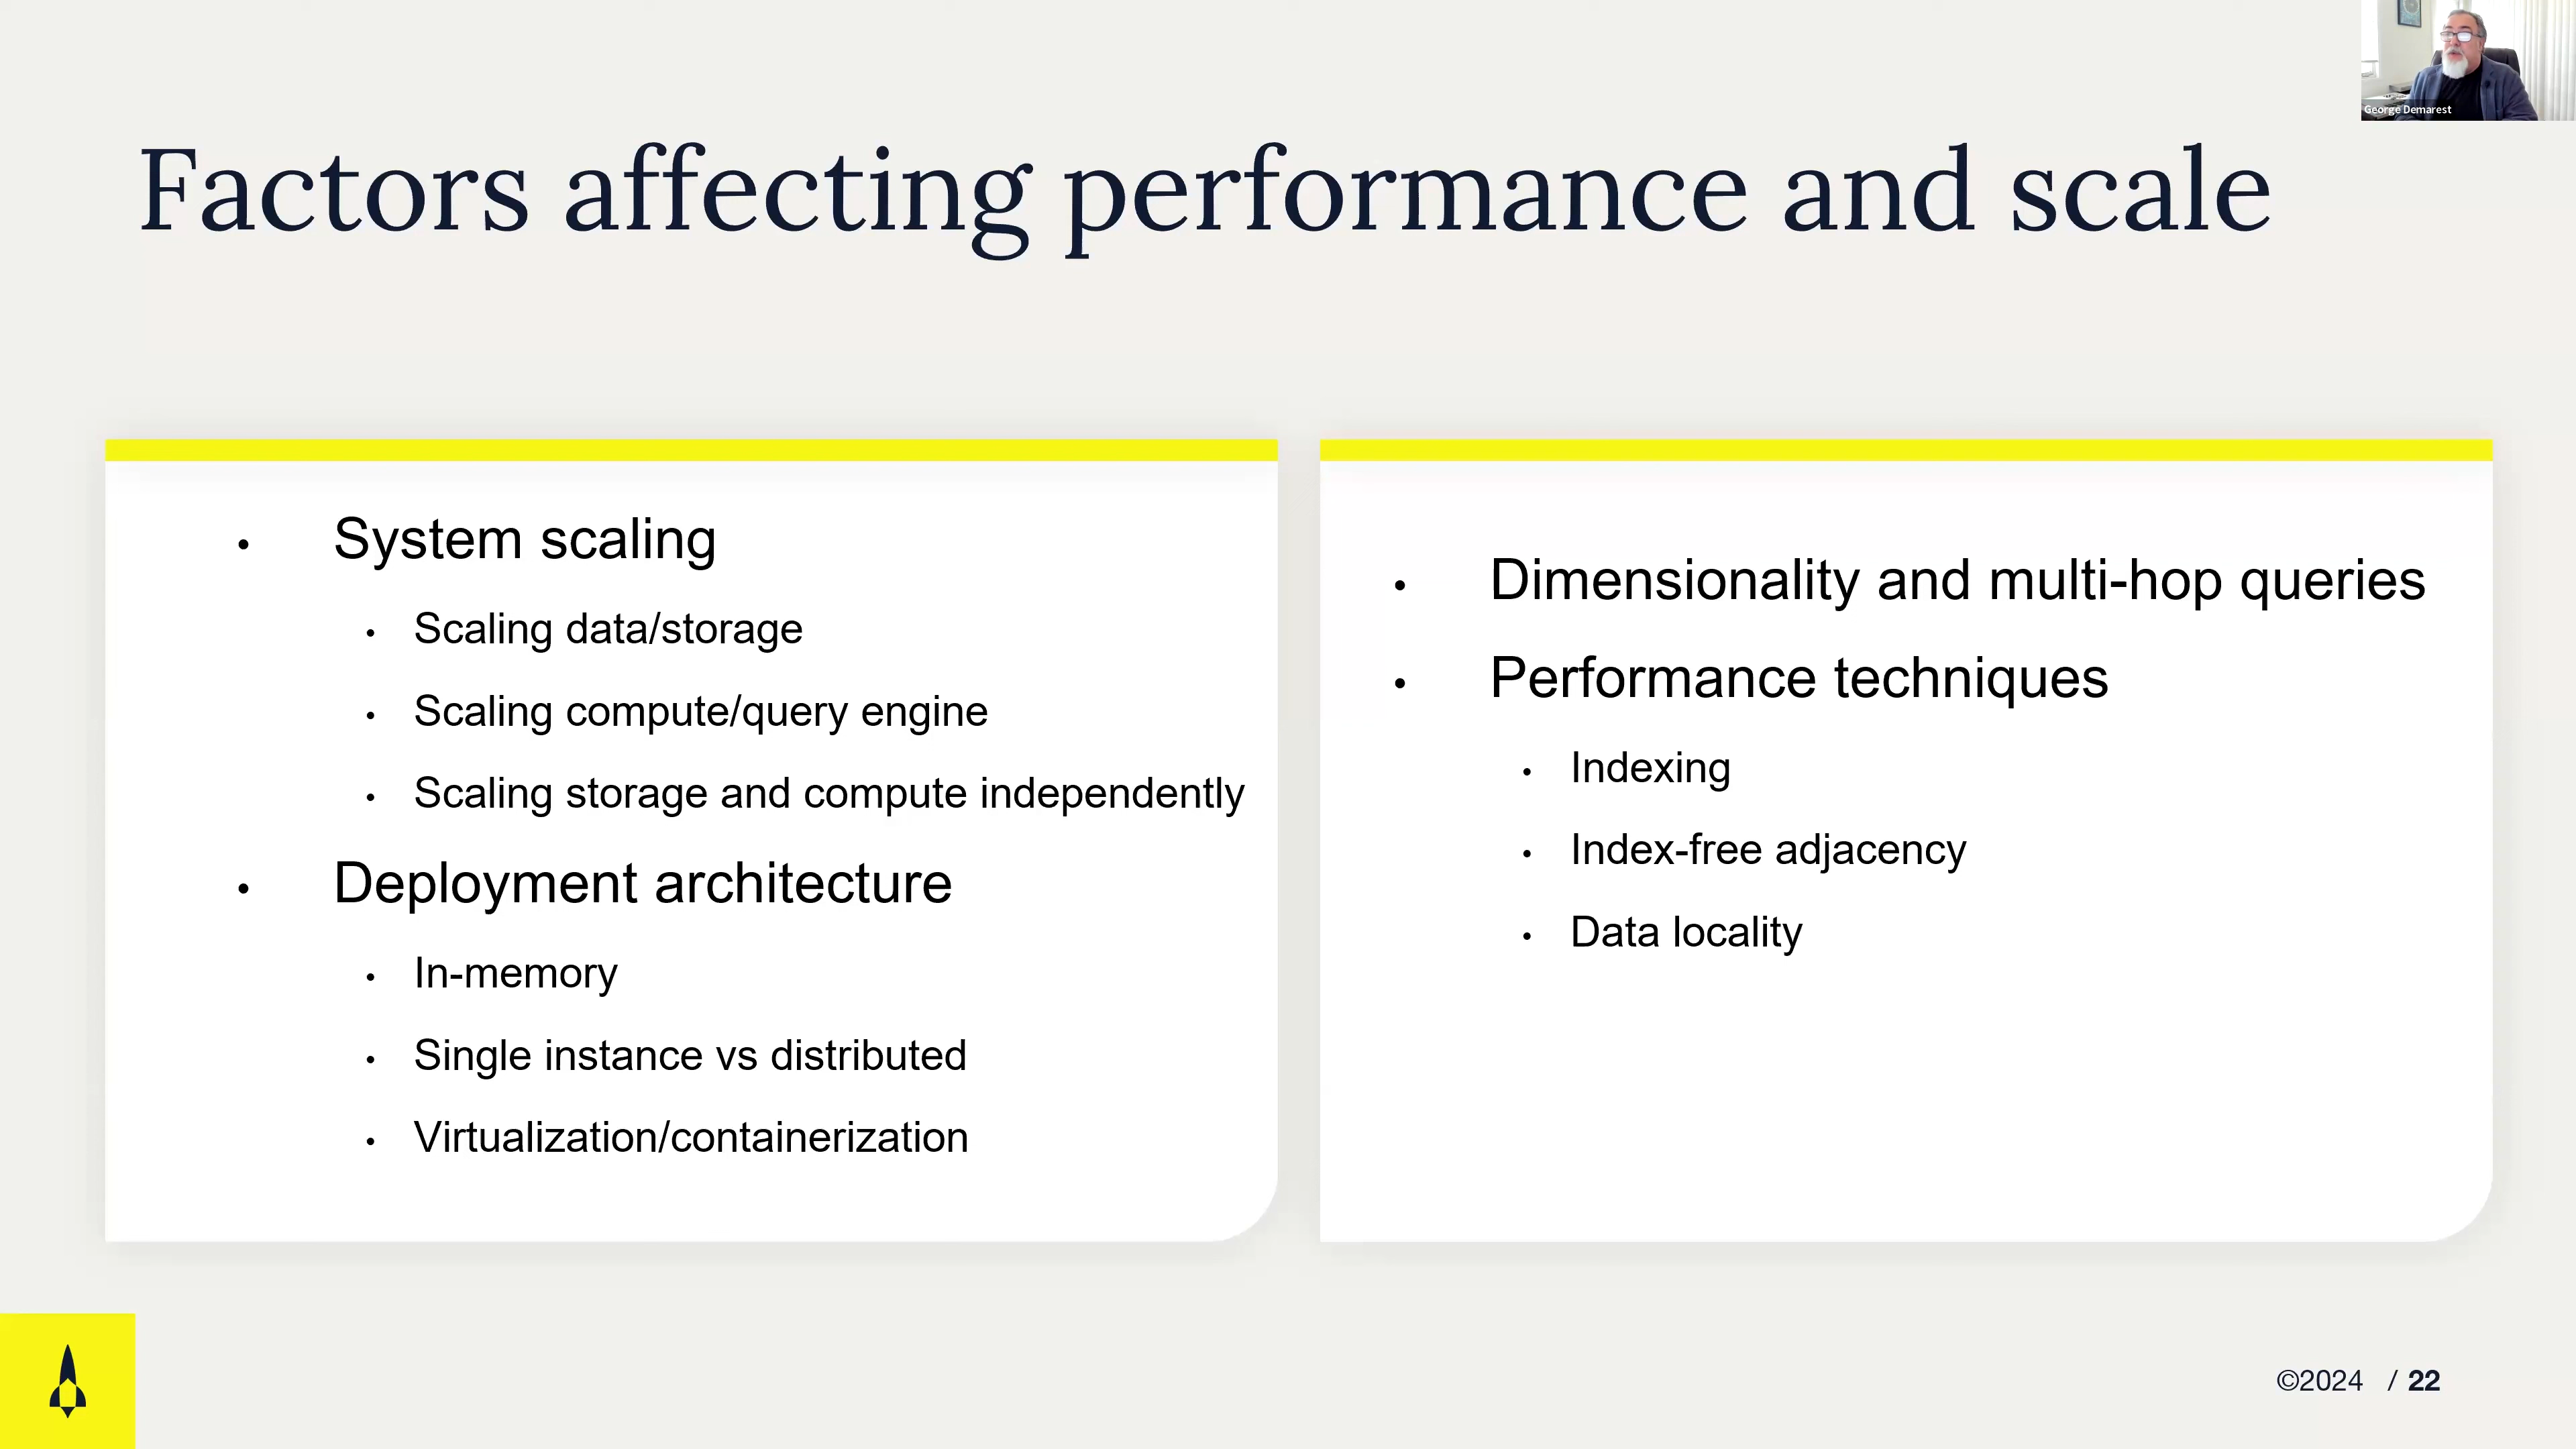 George Demarest
Factors affecting performance and scale
• System scaling
• Scaling data/storage
• Scaling compute/query engine
• Scaling storage and compute independently
• Deployment architecture
• In-memory
• Single instance vs distributed
• Virtualization/containerization
• Dimensionality and multi-hop queries
• Performance techniques
• Indexing
• Index-free adjacency
• Data locality
©2024 / 22